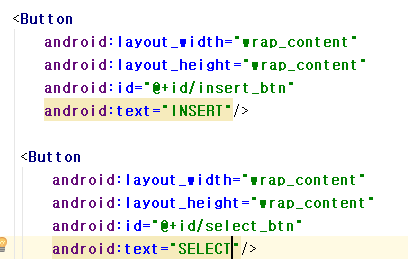 <Button
android:layout_width="wrap_content"
android:layout_height="wrap_content"
android:id="@+id/insert_btn"
android:text="INSERT"/>
<Button
android:layout_width="wrap_content"
android:layout_height="wrap_content"
android:id="@+id/select_btn"
android:text="SELECT"/>